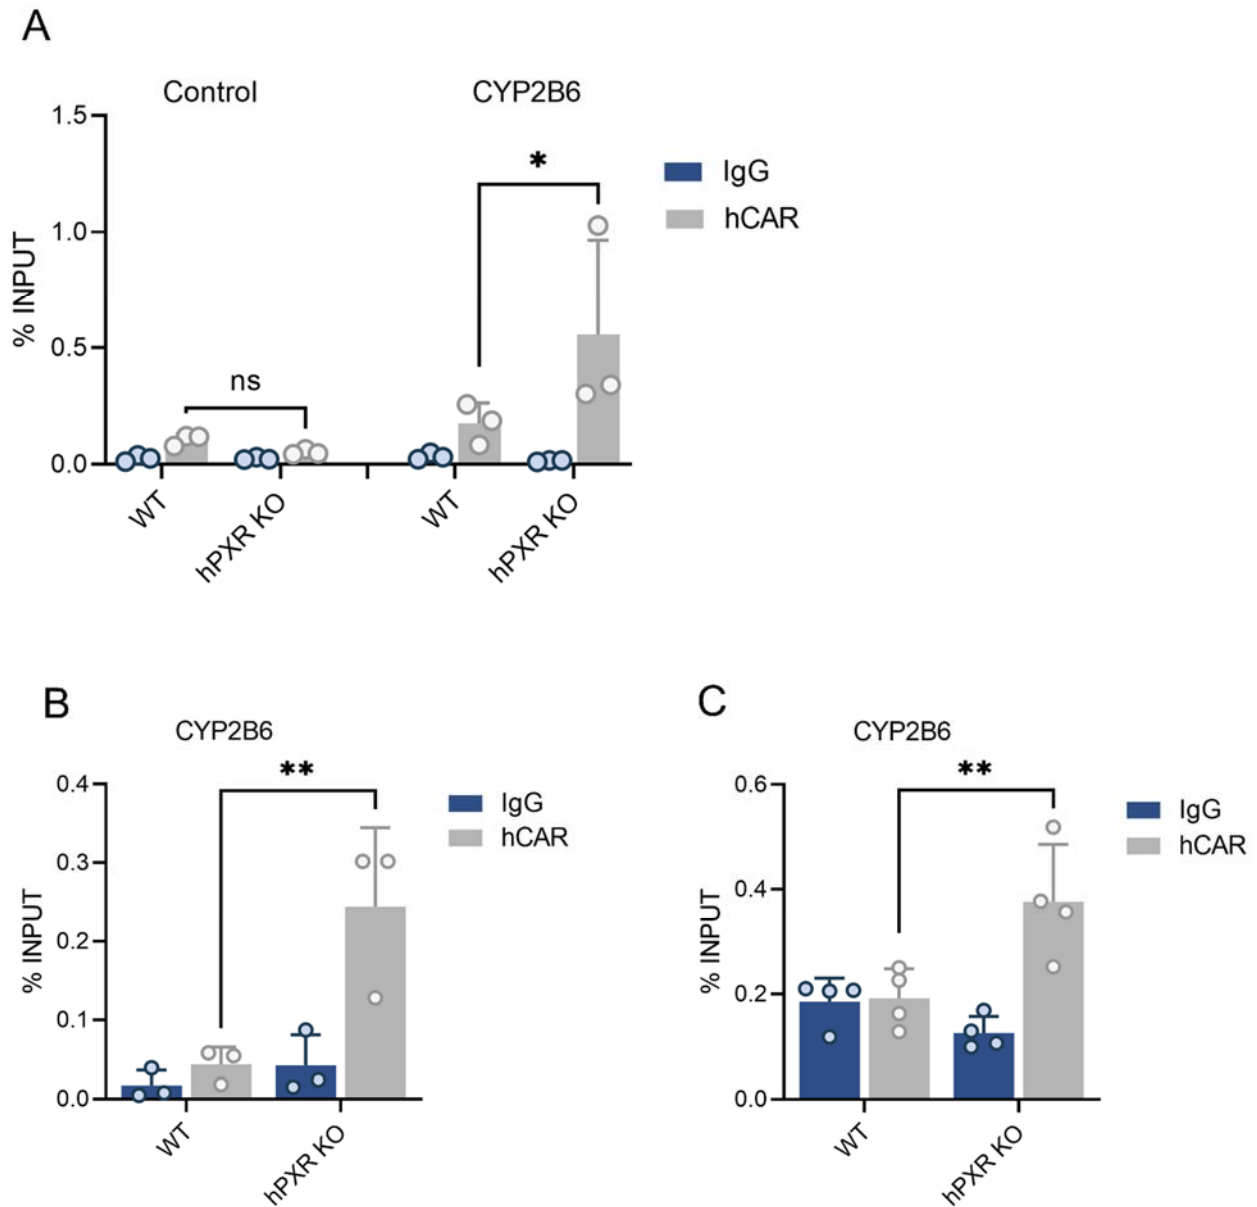 A
Control
CYP2B6
1.5
1.0
0.5
0.0
% INPUT
ns
*
IgG
hCAR
WT
hPXR KO
WT
hPXR KO
B
CYP2B6
**
0.4
0.3
0.2
0.1
0.0
% INPUT
IgG
hCAR
WT
hPXR KO
C
CYP2B6
**
0.6
0.4
0.2
0.0
% INPUT
IgG
hCAR
WT
hPXR KO